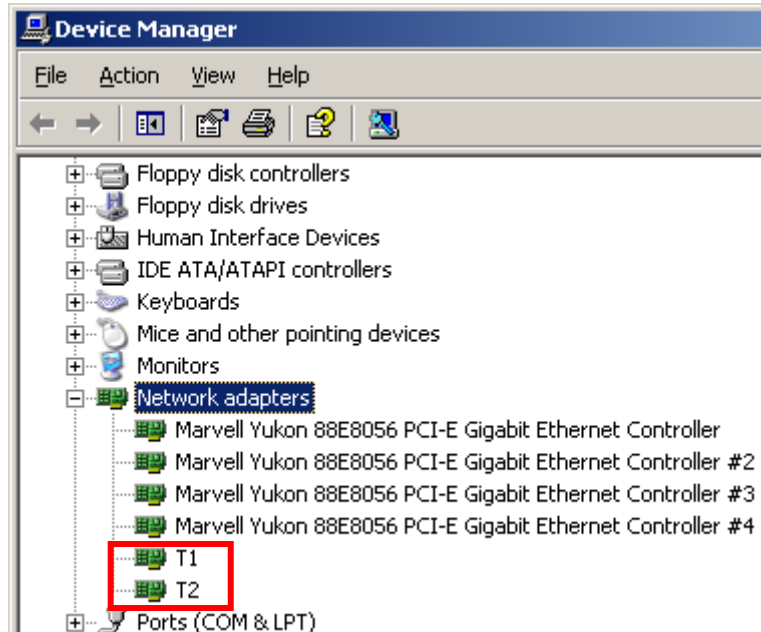 Device Manager
File Action View Help
Floppy disk controllers
Floppy disk drives
Human Interface Devices
IDE ATA/ATAPI controllers
Keyboards
Mice and other pointing devices
Monitors
Network adapters
Marvell Yukon 88E8056 PCI-E Gigabit Ethernet Controller
Marvell Yukon 88E8056 PCI-E Gigabit Ethernet Controller #2
Marvell Yukon 88E8056 PCI-E Gigabit Ethernet Controller #3
Marvell Yukon 88E8056 PCI-E Gigabit Ethernet Controller #4
T1
T2
Ports (COM & LPT)